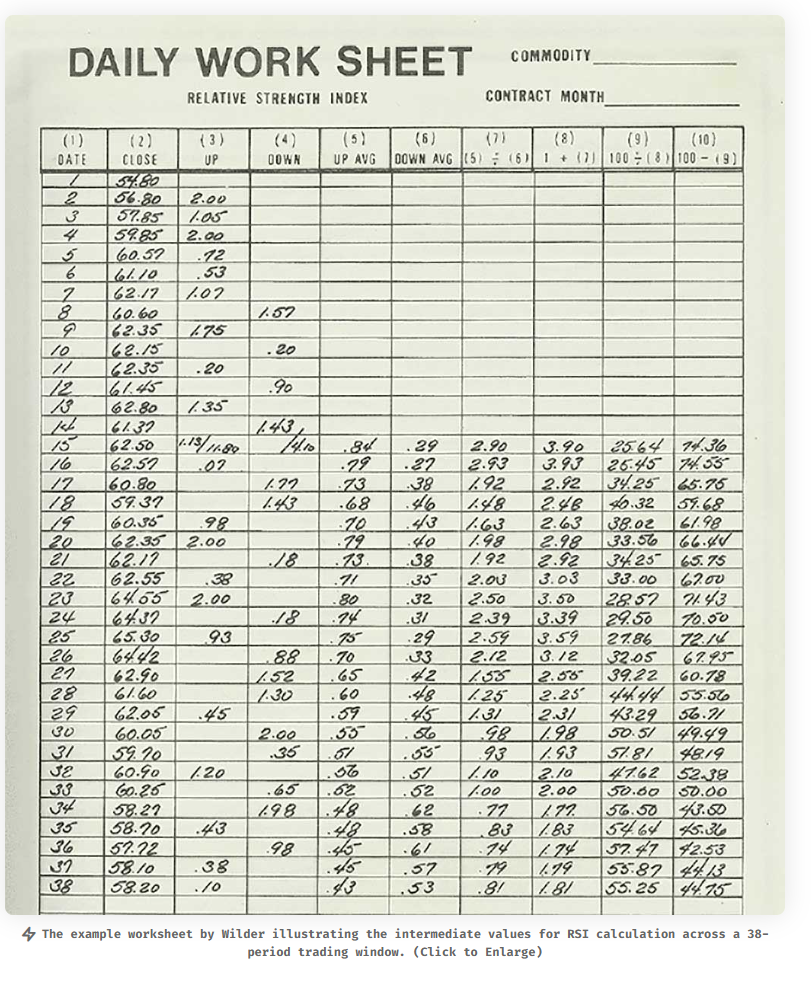 DAILY WORK SHEET COMMODITY
RELATIVE STRENGTH INDEX CONTRACT MONTH
(1) (2) (3) (4) (5) (6) (7) (8) (9) (10)
DATE CLOSE UP DOWN UP AVG DOWN AVG (5) ÷ (6) 1 + (7) 100 ÷ (8) 100 - (9)
1 54.80
2 56.80 2.00
3 57.85 1.05
4 59.85 2.00
5 60.57 .72
6 61.10 .53
7 62.17 1.07
8 60.60 1.57
9 62.35 1.75
10 62.15 .20
11 62.35 .20
12 61.45 .90
13 62.80 1.35
14 61.37 1.43
15 62.50 1.13/11.80 /4.10 .84 .29 2.90 3.90 25.64 74.36
16 62.57 .07 .79 .27 2.93 3.93 25.45 74.55
17 60.80 1.77 .73 .38 1.92 2.92 34.25 65.75
18 59.37 1.43 .68 .46 1.48 2.48 40.32 59.68
19 60.35 .98 .70 .43 1.63 2.63 38.02 61.98
20 62.35 2.00 .79 .40 1.98 2.98 33.56 66.44
21 62.17 .18 .73 .38 1.92 2.92 34.25 65.75
22 62.55 .38 .71 .35 2.03 3.03 33.00 67.00
23 64.55 2.00 .80 .32 2.50 3.50 28.57 71.43
24 64.37 .18 .74 .31 2.39 3.39 29.50 70.50
25 65.30 .93 .75 .29 2.59 3.59 27.86 72.14
26 64.42 .88 .70 .33 2.12 3.12 32.05 67.95
27 62.90 1.52 .65 .42 1.55 2.55 39.22 60.78
28 61.60 1.30 .60 .48 1.25 2.25 44.44 55.56
29 62.05 .45 .59 .45 1.31 2.31 43.29 56.71
30 60.05 2.00 .55 .56 .98 1.98 50.51 49.49
31 59.70 .35 .51 .55 .93 1.93 51.81 48.19
32 60.90 1.20 .56 .51 1.10 2.10 47.62 52.38
33 60.25 .65 .52 .52 1.00 2.00 50.00 50.00
34 58.27 1.98 .48 .62 .77 1.77 56.50 43.50
35 58.70 .43 .48 .58 .83 1.83 54.64 45.36
36 57.72 .98 .45 .61 .74 1.74 57.47 42.53
37 58.10 .38 .45 .57 .79 1.79 55.87 44.13
38 58.20 .10 .43 .53 .81 1.81 55.25 44.75
The example worksheet by Wilder illustrating the intermediate values for RSI calculation across a 38-
period trading window. (Click to Enlarge)